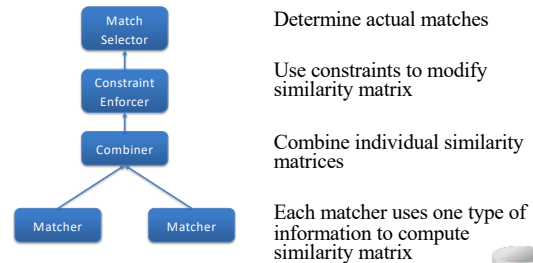 Match
Selector
Determine actual matches
Constraint
Enforcer
Use constraints to modify
similarity matrix
Combiner
Combine individual similarity
matrices
Matcher
Matcher
Each matcher uses one type of
information to compute
similarity matrix